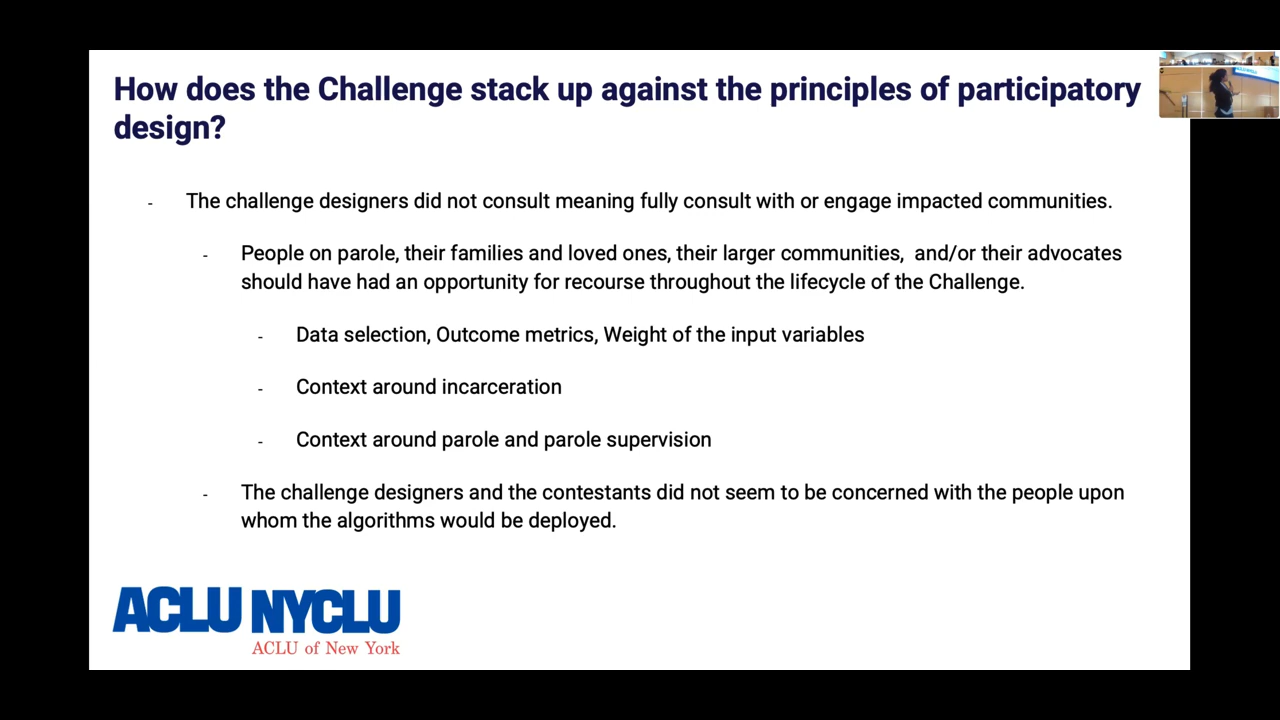 How does the Challenge stack up against the principles of participatory
design?
- The challenge designers did not consult meaning fully consult with or engage impacted communities.
- People on parole, their families and loved ones, their larger communities, and/or their advocates
should have had an opportunity for recourse throughout the lifecycle of the Challenge.
- Data selection, Outcome metrics, Weight of the input variables
- Context around incarceration
- Context around parole and parole supervision
- The challenge designers and the contestants did not seem to be concerned with the people upon
whom the algorithms would be deployed.
ACLU NYCLU
ACLU of New York